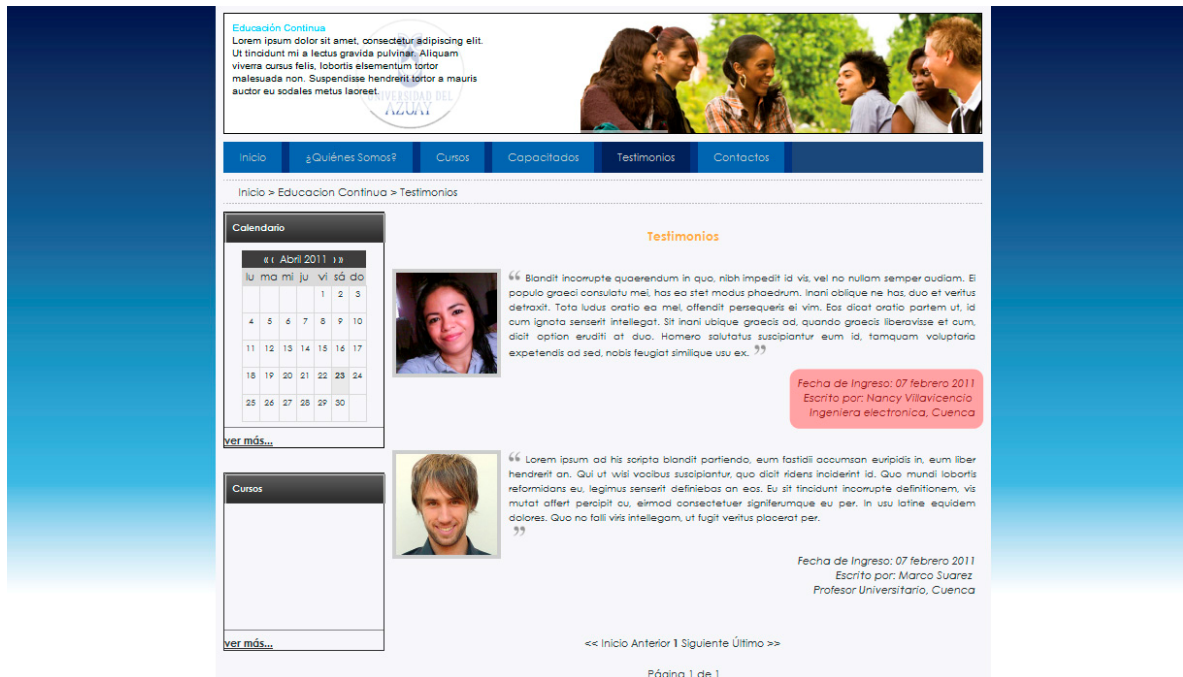 Educación Continua
Lorem ipsum dolor sit amet, consectetur adipiscing elit.
Ut tincidunt mi a lectus gravida pulvinar. Aliquam
viverra cursus felis, lobortis elsementum tortor
malesuada non. Suspendisse hendrerit tortor a mauris
auctor eu sodales metus laoreet.
UNIVERSIDAD DEL
AZUAY
Inicio ¿Quiénes Somos? Cursos Capacitados Testimonios Contactos
Inicio > Educacion Continua > Testimonios
Calendario
« ‹ Abril 2011 › »
lu ma mi ju vi sá do
1 2 3
4 5 6 7 8 9 10
11 12 13 14 15 16 17
18 19 20 21 22 23 24
25 26 27 28 29 30
ver más...
Cursos
ver más...
Testimonios
“ Blandit incorrupte quaerendum in quo, nibh impedit id vis, vel no nullam semper audiam. Ei
populo graeci consulatu mei, has ea stet modus phaedrum. Inani oblique ne has, duo et veritus
detraxit. Tota ludus oratio ea mel, offendit persequeris ei vim. Eos dicat oratio partem ut, id
cum ignota senserit intellegat. Sit inani ubique graecis ad, quando graecis liberavisse et cum,
dicit option eruditi at duo. Homero salutatus suscipiantur eum id, tamquam voluptaria
expetendis ad sed, nobis feugiat similique usu ex. ”
Fecha de Ingreso: 07 febrero 2011
Escrito por: Nancy Villavicencio
Ingeniera electronica, Cuenca
“ Lorem ipsum ad his scripta blandit partiendo, eum fastidii accumsan euripidis in, eum liber
hendrerit an. Qui ut wisi vocibus suscipiantur, quo dicit ridens inciderint id. Quo mundi lobortis
reformidans eu, legimus senserit definiebas an eos. Eu sit tincidunt incorrupte definitionem, vis
mutat affert percipit cu, eirmod consectetuer signiferumque eu per. In usu latine equidem
dolores. Quo no falli viris intellegam, ut fugit veritus placerat per.
”
Fecha de Ingreso: 07 febrero 2011
Escrito por: Marco Suarez
Profesor Universitario, Cuenca
<< Inicio Anterior 1 Siguiente Último >>
Página 1 de 1